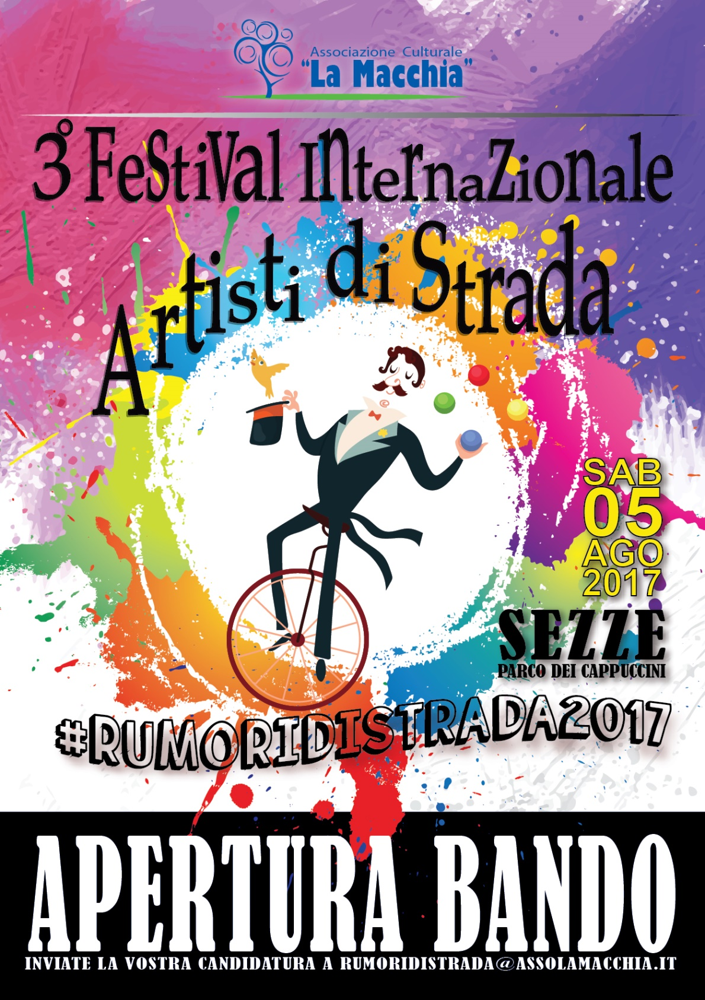 Associazione Culturale
"La Macchia"
3° Festival Internazionale
Artisti di Strada
SAB
05
AGO
2017
SEZZE
PARCO DEI CAPPUCCINI
#RUMORIDISTRADA2017
APERTURA BANDO
INVIATE LA VOSTRA CANDIDATURA A RUMORIDISTRADA@ASSOLAMACCHIA.IT